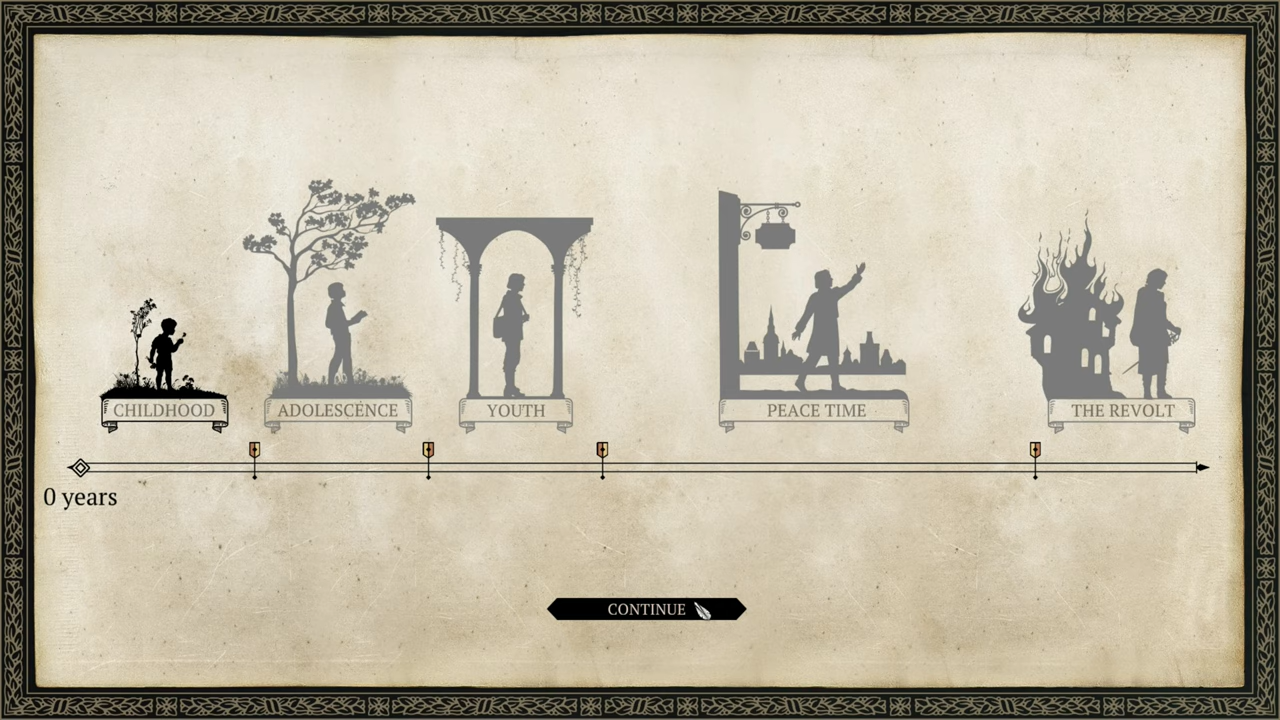 CHILDHOOD
ADOLESCENCE
YOUTH
PEACE TIME
THE REVOLT
0 years
CONTINUE